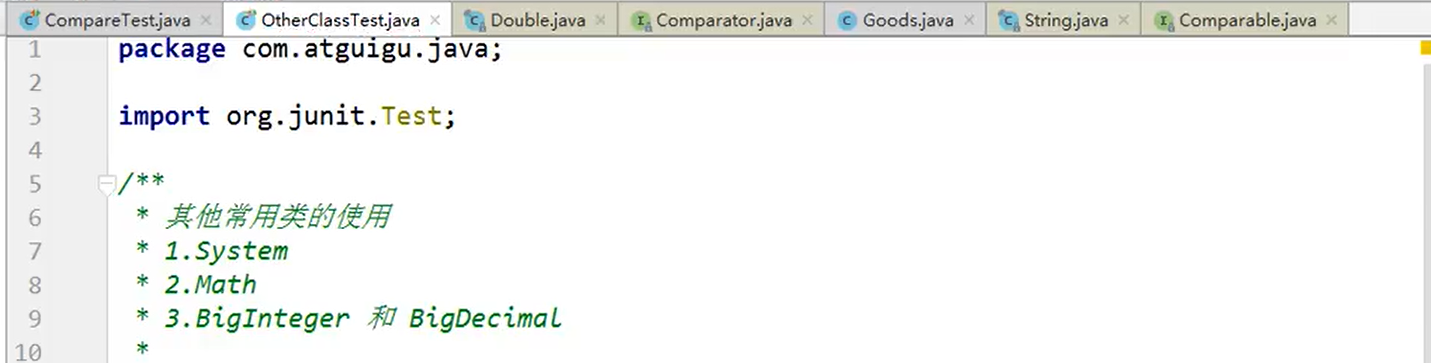 CompareTest.java × OtherClassTest.java × Double.java × Comparator.java × Goods.java × String.java × Comparable.java ×
1 package com.atguigu.java;
2
3 import org.junit.Test;
4
5 /**
6 * 其他常用类的使用
7 * 1.System
8 * 2.Math
9 * 3.BigInteger 和 BigDecimal
10 *